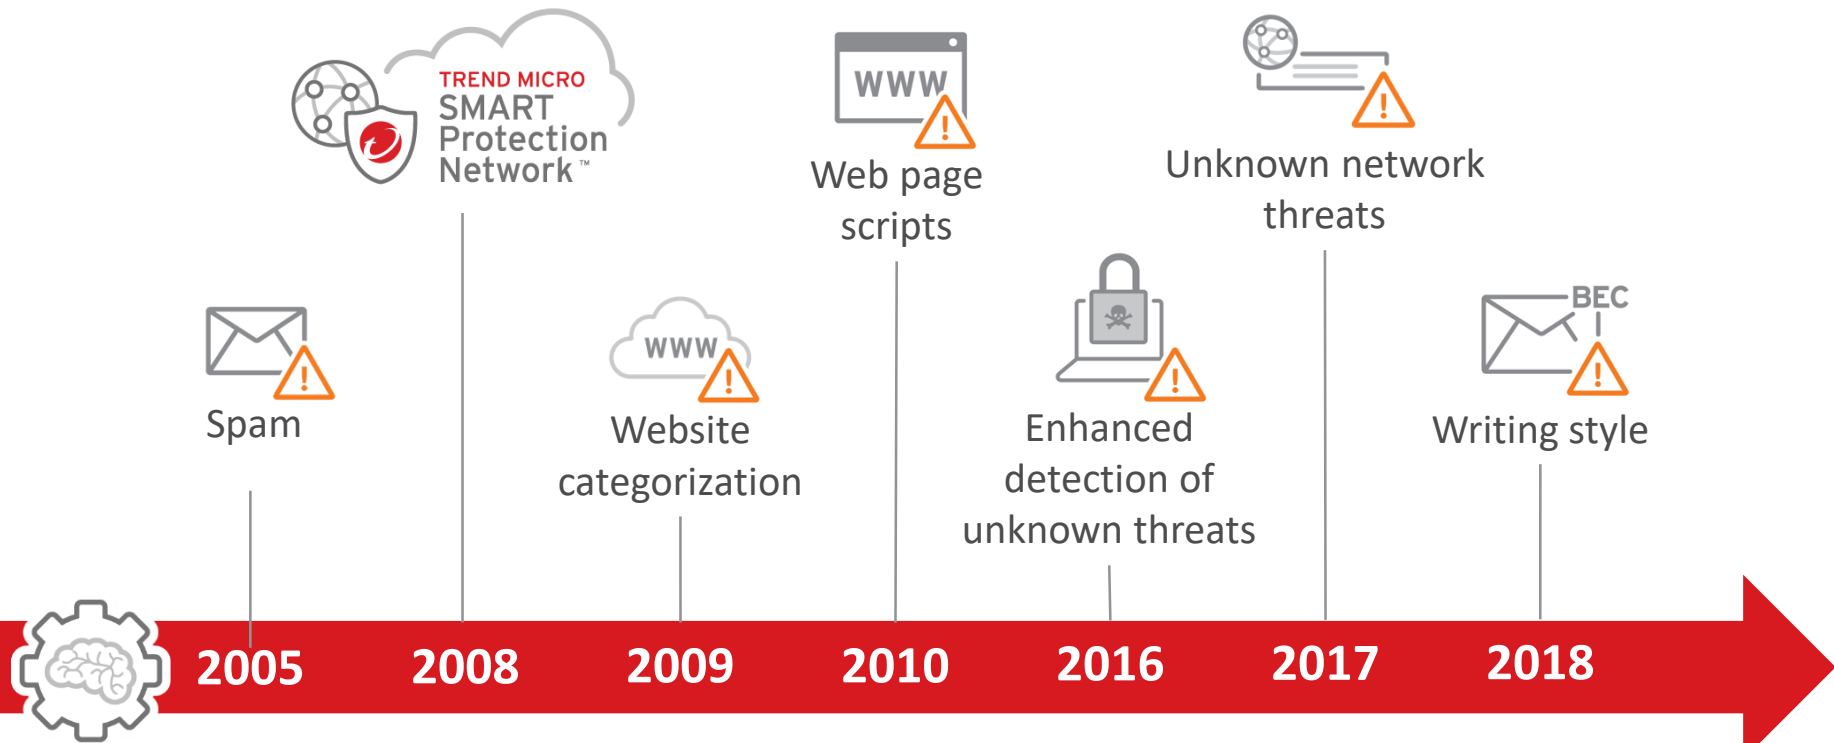 TREND MICRO
SMART
Protection
Network™
WWW
Web page
scripts
Unknown network
threats
Spam
WWW
Website
categorization
Enhanced
detection of
unknown threats
BEC
Writing style
2005
2008
2009
2010
2016
2017
2018